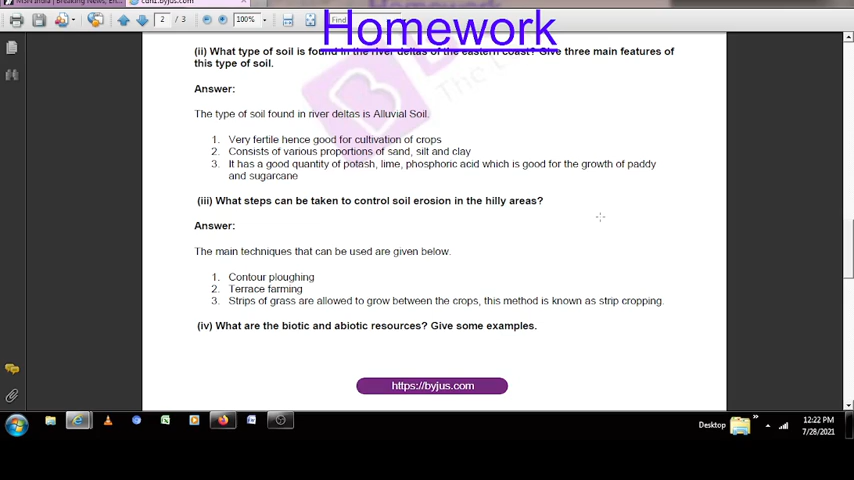 cdn1.byjus.com
2 / 3
100%
Find
Homework
(ii) What type of soil is found in the river deltas of the eastern coast? Give three main features of
this type of soil.
Answer:
The type of soil found in river deltas is Alluvial Soil.
1. Very fertile hence good for cultivation of crops
2. Consists of various proportions of sand, silt and clay
3. It has a good quantity of potash, lime, phosphoric acid which is good for the growth of paddy
and sugarcane
(iii) What steps can be taken to control soil erosion in the hilly areas?
Answer:
The main techniques that can be used are given below.
1. Contour ploughing
2. Terrace farming
3. Strips of grass are allowed to grow between the crops, this method is known as strip cropping.
(iv) What are the biotic and abiotic resources? Give some examples.
https://byjus.com
Desktop
12:22 PM
7/28/2021